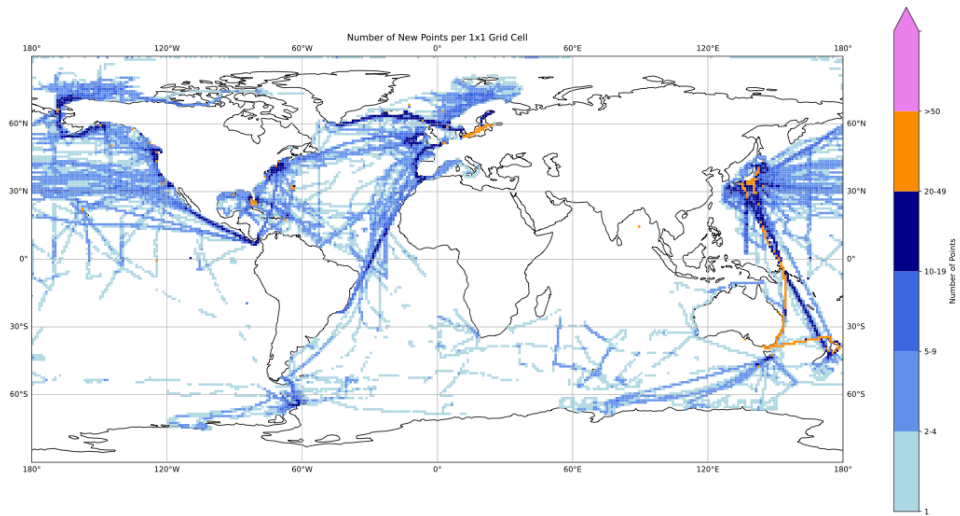 Number of New Points per 1x1 Grid Cell
180° 120°W 60°W 0° 60°E 120°E 180°
60°N 60°N
30°N 30°N
0° 0°
30°S 30°S
60°S 60°S
180° 120°W 60°W 0° 60°E 120°E 180°
>50
20-49
10-19
5-9
2-4
1
Number of Points